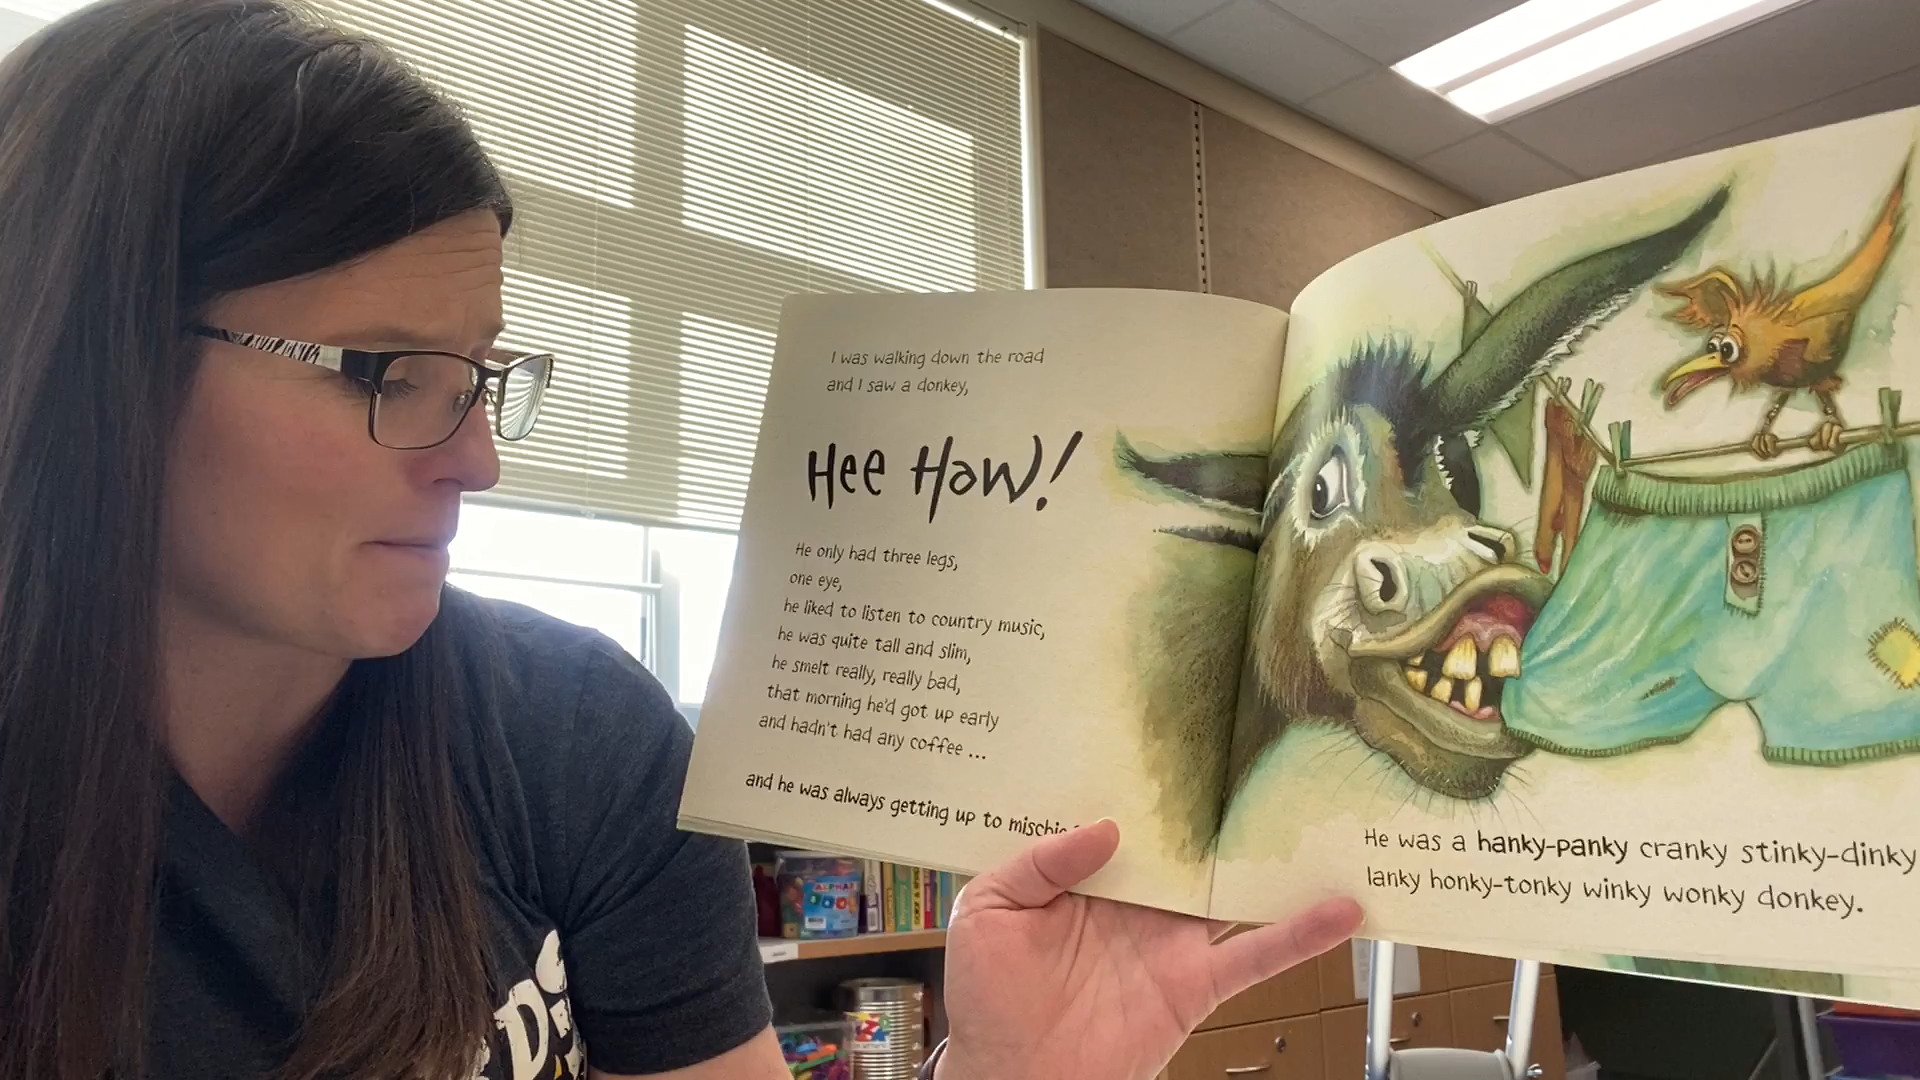 I was walking down the road
and I saw a donkey,
Hee Haw!
He only had three legs,
one eye,
he liked to listen to country music,
he was quite tall and slim,
he smelt really, really bad,
that morning he'd got up early
and hadn't had any coffee ...
and he was always getting up to
He was a hanky-panky cranky stinky-dinky
lanky honky-tonky winky wonky donkey.
ALPHA